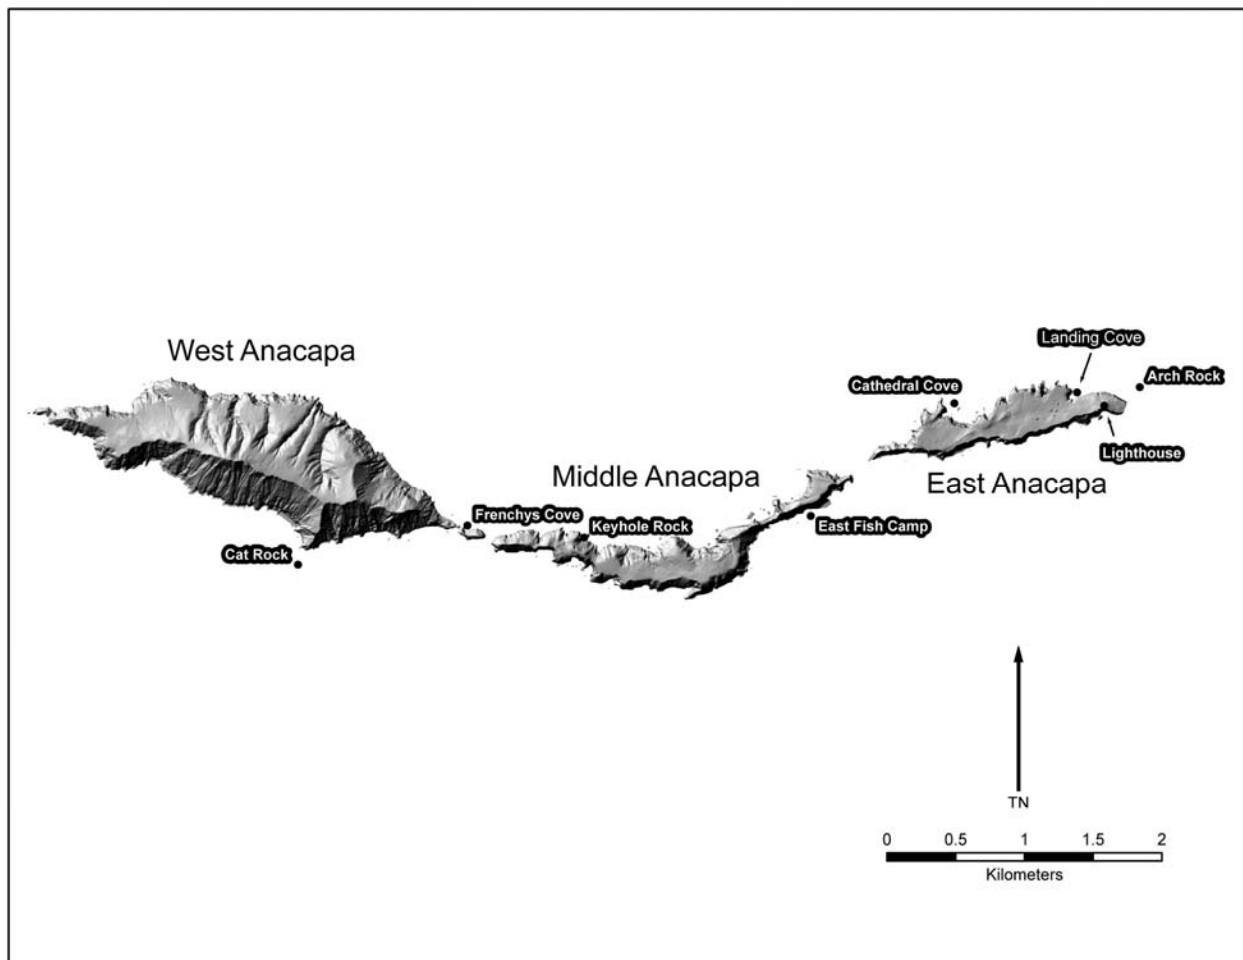 Landing Cove
West Anacapa
Arch Rock
Cathedral Cove
Lighthouse
Middle Anacapa
East Anacapa
Frenchys Cove
Keyhole Rock
East Fish Camp
Cat Rock
TN
0 0.5 1 1.5 2
Kilometers